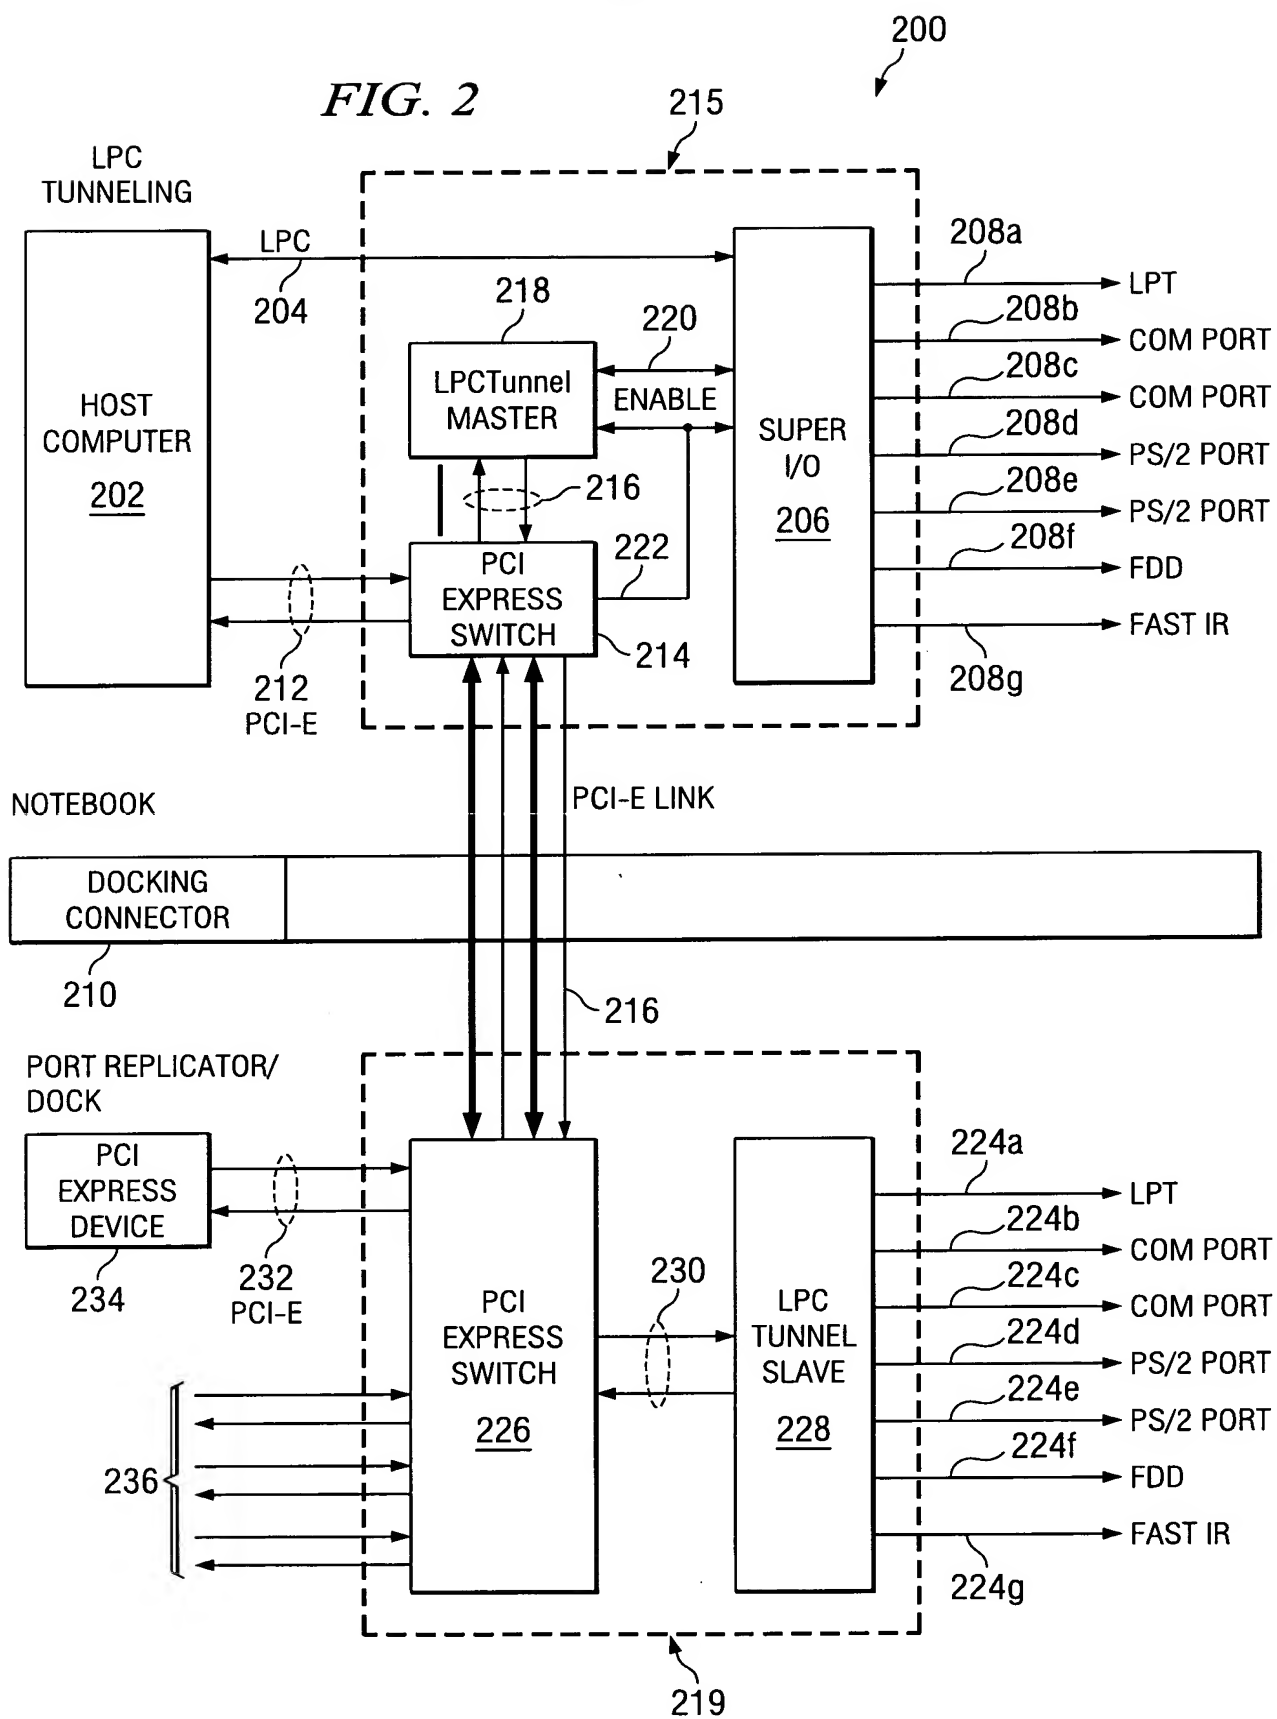 200
FIG. 2
215
LPC
TUNNELING
LPC
204
208a
LPT
218
220
208b
COM PORT
208c
COM PORT
LPCTunnel
MASTER
ENABLE
HOST
COMPUTER
202
SUPER
I/O
206
208d
PS/2 PORT
208e
PS/2 PORT
216
208f
FDD
PCI
EXPRESS
SWITCH
222
FAST IR
214
208g
212
PCI-E
NOTEBOOK
PCI-E LINK
DOCKING
CONNECTOR
210
216
PORT REPLICATOR/
DOCK
PCI
EXPRESS
DEVICE
234
232
PCI-E
224a
LPT
224b
COM PORT
230
224c
COM PORT
PCI
EXPRESS
SWITCH
226
LPC
TUNNEL
SLAVE
228
224d
PS/2 PORT
224e
PS/2 PORT
236
224f
FDD
FAST IR
224g
219